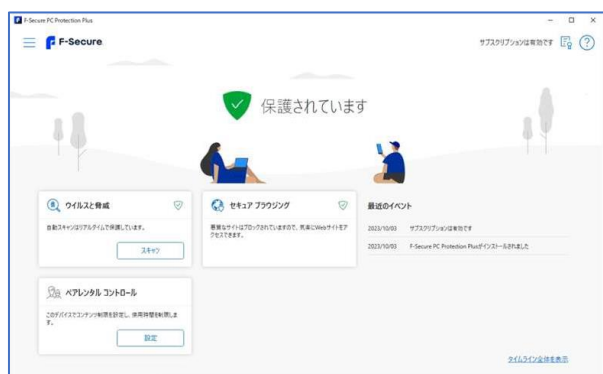 F-Secure PC Protection Plus
F-Secure
サブスクリプションは有効です
保護されています
ウイルスと脅威
自動スキャンはリアルタイムで保護しています。
スキャン
セキュア ブラウジング
悪質なサイトはブロックされていますので、気楽にWebサイトをア
クセスできます。
最近のイベント
2023/10/03 サブスクリプションは有効です
2023/10/03 F-Secure PC Protection Plusがインストールされました
ペアレンタル コントロール
このデバイスでコンテンツ制限を設定し、使用時間を制限しま
す。
設定
タイムライン全体を表示